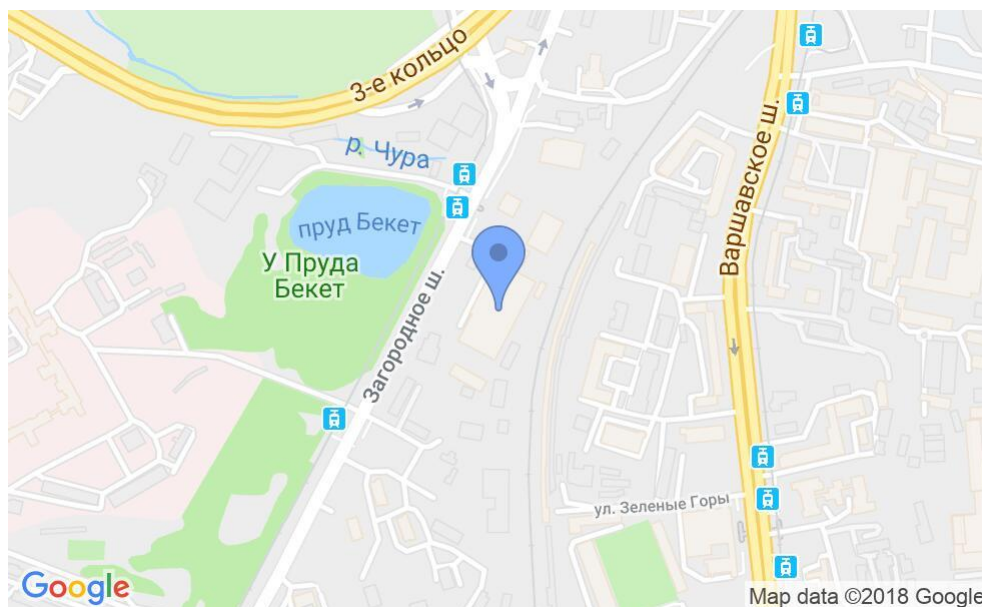 3-е кольцо
р. Чура
пруд Бекет
У Пруда
Бекет
Загородное ш.
Варшавское ш.
ул. Зеленые Горы
Google
Map data ©2018 Google